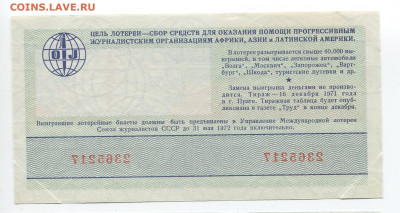 COINS.LAVE.RU
ЦЕЛЬ ЛОТЕРЕИ—СБОР СРЕДСТВ ДЛЯ ОКАЗАНИЯ ПОМОЩИ ПРОГРЕССИВНЫМ
ЖУРНАЛИСТСКИМ ОРГАНИЗАЦИЯМ АФРИКИ, АЗИИ И ЛАТИНСКОЙ АМЕРИКИ.
OIJ
В лотерее разыгрывается свыше 60.000 вы-
игрышей, в том числе легковые автомобили
„Волга", „Москвич", „Запорожец", „Варт-
бург", „Шкода", туристские путевки и др.
Замена выигрыша деньгами не произво-
дится. Тираж—16 декабря 1971 года
в г. Праге. Тиражная таблица будет опуб-
ликована в газете „Труд" в конце декабря.
Выигравшие лотерейные билеты должны быть предъявлены в Управление Международной лотереи
Союза журналистов СССР до 31 мая 1972 года включительно.
2365217 2365217